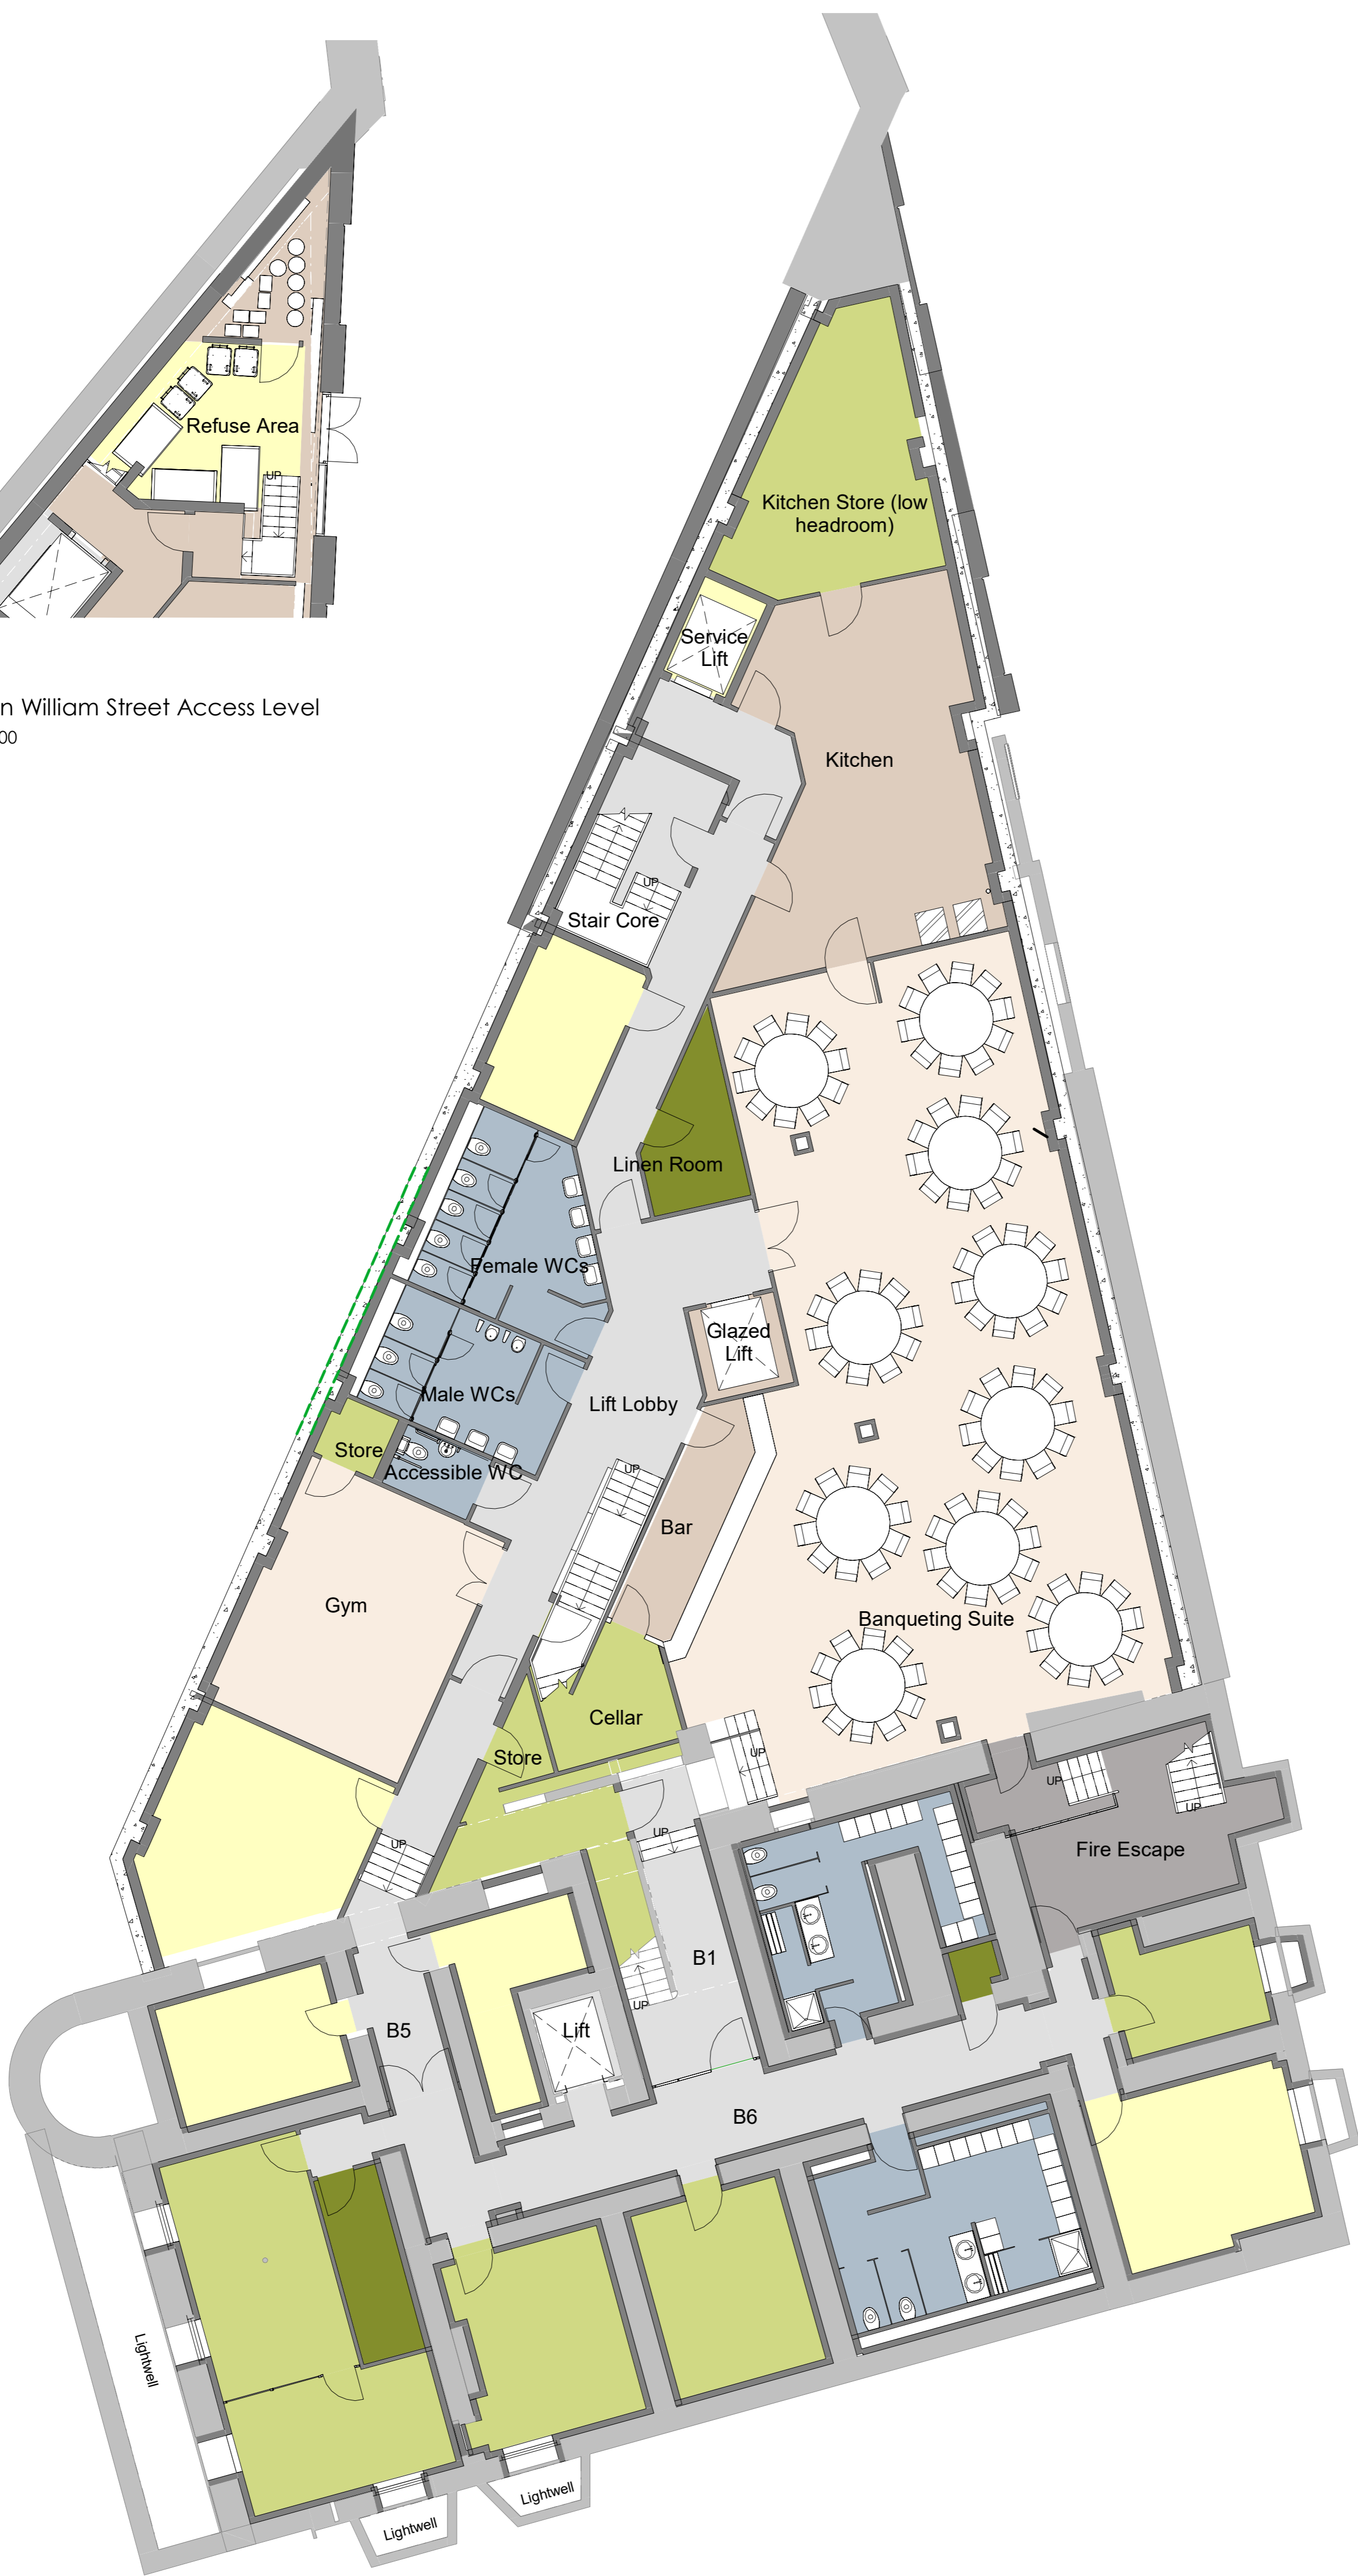 Refuse Area
UP
n William Street Access Level
00
Kitchen Store (low
headroom)
Service
Lift
Kitchen
UP
Stair Core
Linen Room
Female WCs
Glazed
Lift
Male WCs
Lift Lobby
Store
Accessible WC
UP
Bar
Gym
Banqueting Suite
Cellar
Store
UP
UP
UP
UP
UP
Fire Escape
B1
UP
B5
Lift
B6
Lightwell
Lightwell
Lightwell